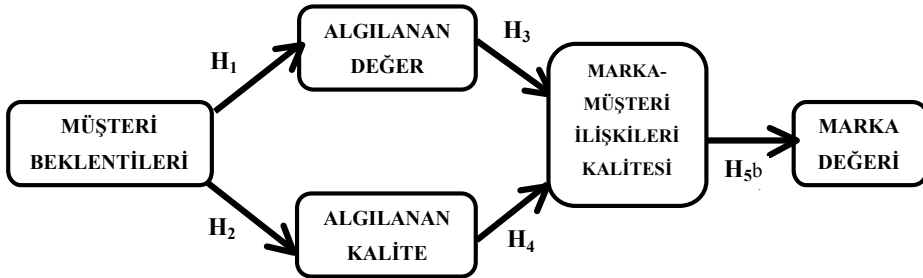 MÜŞTERİ
BEKLENTİLERİ
H1
H2
ALGILANAN
DEĞER
ALGILANAN
KALİTE
H3
H4
MARKA-
MÜŞTERİ
İLİŞKİLERİ
KALİTESİ
H5b
MARKA
DEĞERİ